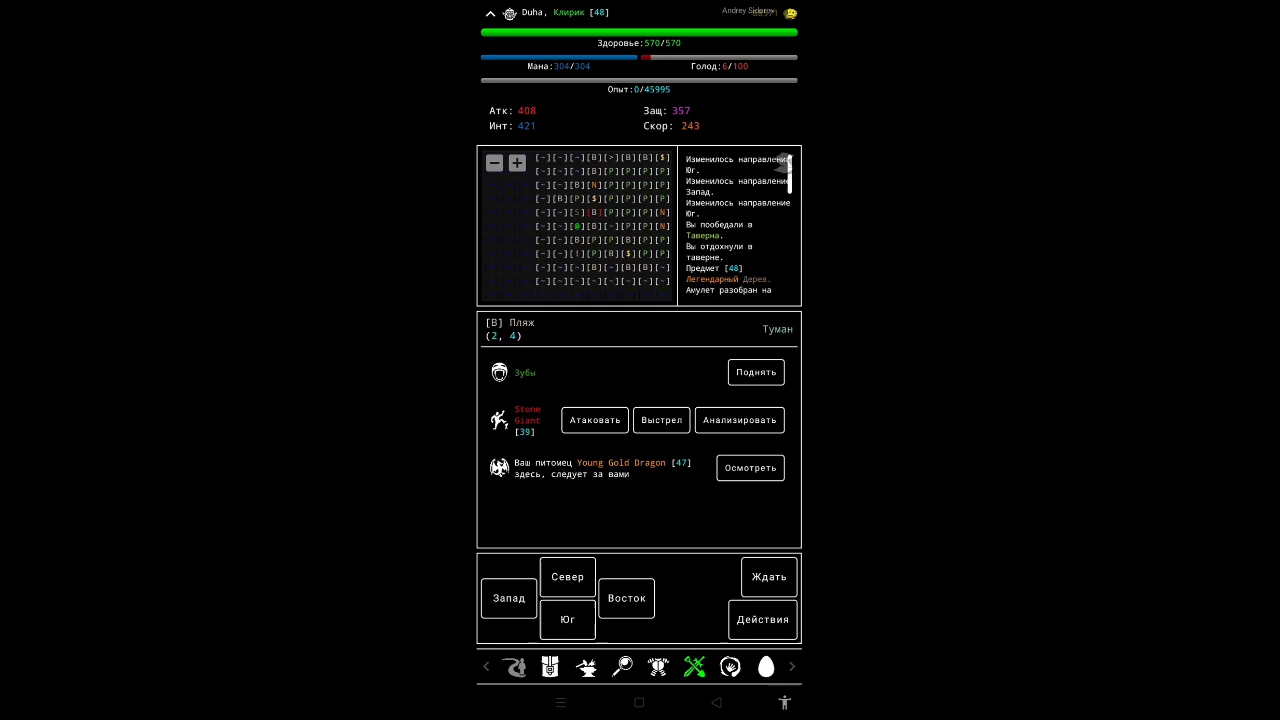 Duha, Клирик [48]
Andrey Sidorov
Здоровье:570/570
Мана:304/304
Голод:6/100
Опыт:0/45995
Атк: 408
Защ: 357
Инт: 421
Скор: 243
− +
[~][~][~][B][>][B][B][$]
[~][~][~][B][P][P][P][P]
[~][~][B][N][P][P][P][P]
[~][B][P][$][P][P][P][P]
[~][~][S][B][P][P][P][N]
[~][~][@][B][~][P][P][N]
[~][~][B][P][P][B][P][P]
[~][~][!][P][B][$][P][P]
[~][~][~][B][~][B][B][~]
[~][~][~][~][~][~][~][~]
Изменилось направление
Юг.
Изменилось направление
Запад.
Изменилось направление
Юг.
Вы пообедали в
Таверна.
Вы отдохнули в
таверне.
Предмет [48]
Легендарный Дерев.
Амулет разобран на
[B] Пляж
(2, 4)
Туман
Зубы
Поднять
Stone
Giant
[39]
Атаковать Выстрел Анализировать
Ваш питомец Young Gold Dragon [47]
здесь, следует за вами
Осмотреть
Север
Ждать
Запад
Восток
Юг
Действия